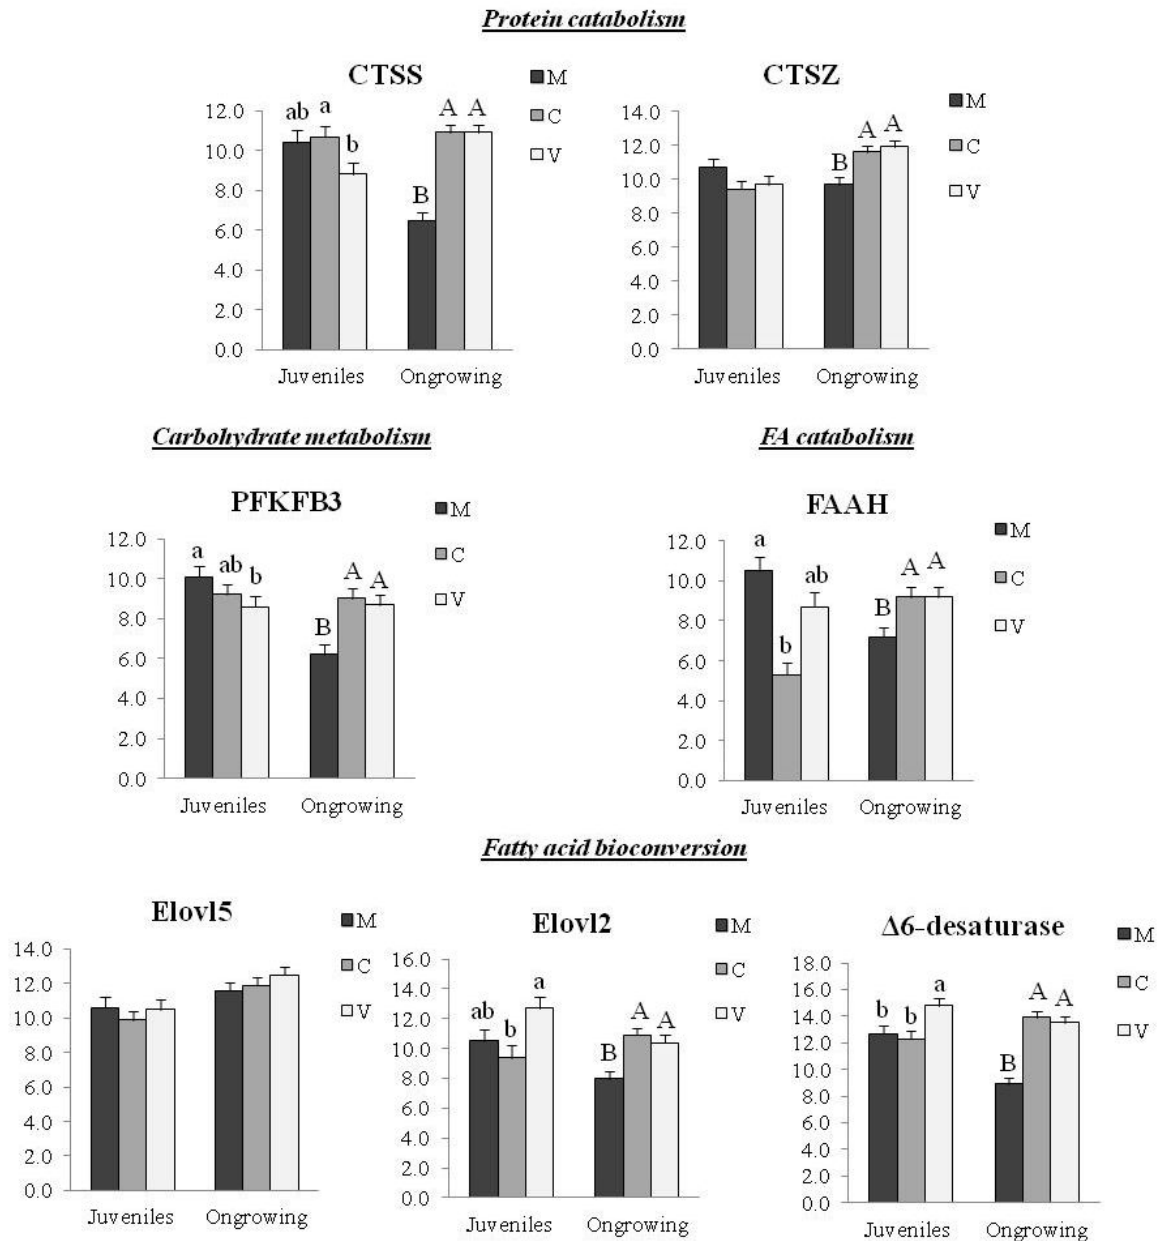 Protein catabolism
CTSS
M
C
V
12.0
10.0
8.0
6.0
4.0
2.0
0.0
ab
a
b
B
A
A
Juveniles
Ongrowing
CTSZ
M
C
V
14.0
12.0
10.0
8.0
6.0
4.0
2.0
0.0
B
A
A
Juveniles
Ongrowing
Carbohydrate metabolism
PFKFB3
M
C
V
12.0
10.0
8.0
6.0
4.0
2.0
0.0
a
ab
b
B
A
A
Juveniles
Ongrowing
FA catabolism
FAAH
M
C
V
12.0
10.0
8.0
6.0
4.0
2.0
0.0
a
b
ab
B
A
A
Juveniles
Ongrowing
Fatty acid bioconversion
Elovl5
M
C
V
14.0
12.0
10.0
8.0
6.0
4.0
2.0
0.0
Juveniles
Ongrowing
Elovl2
M
C
V
16.0
14.0
12.0
10.0
8.0
6.0
4.0
2.0
0.0
ab
b
a
B
A
A
Juveniles
Ongrowing
Δ6-desaturase
M
C
V
18.0
16.0
14.0
12.0
10.0
8.0
6.0
4.0
2.0
0.0
b
b
a
B
A
A
Juveniles
Ongrowing